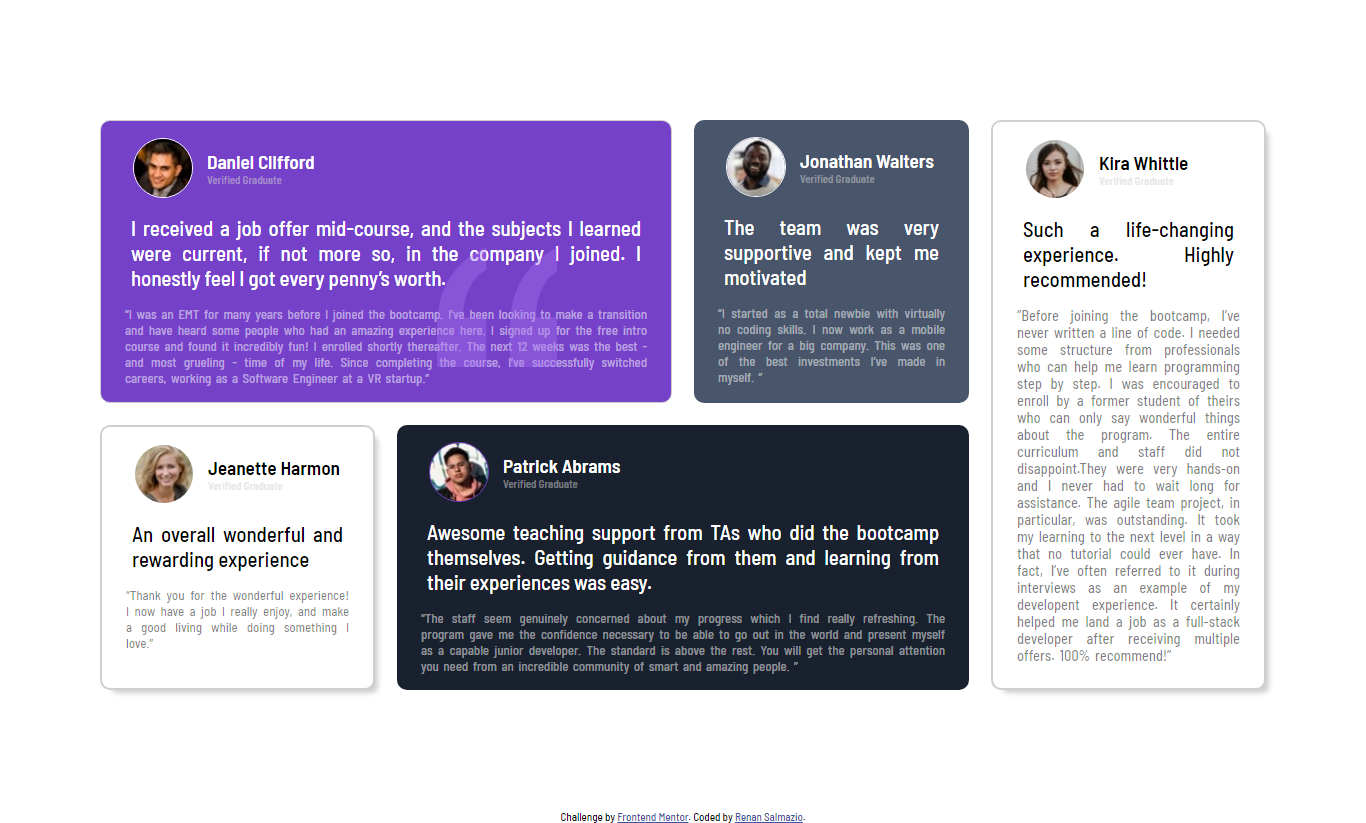 Daniel Clifford
Verified Graduate
I received a job offer mid-course, and the subjects I learned
were current, if not more so, in the company I joined. I
honestly feel I got every penny's worth.
“I was an EMT for many years before I joined the bootcamp. I've been looking to make a transition
and have heard some people who had an amazing experience here. I signed up for the free intro
course and found it incredibly fun! I enrolled shortly thereafter. The next 12 weeks was the best -
and most grueling - time of my life. Since completing the course, I've successfully switched
careers, working as a Software Engineer at a VR startup.”
Jonathan Walters
Verified Graduate
The team was very
supportive and kept me
motivated
“I started as a total newbie with virtually
no coding skills. I now work as a mobile
engineer for a big company. This was one
of the best investments I've made in
myself. ”
Kira Whittle
Verified Graduate
Such a life-changing
experience. Highly
recommended!
“Before joining the bootcamp, I've
never written a line of code. I needed
some structure from professionals
who can help me learn programming
step by step. I was encouraged to
enroll by a former student of theirs
who can only say wonderful things
about the program. The entire
curriculum and staff did not
disappoint.They were very hands-on
and I never had to wait long for
assistance. The agile team project, in
particular, was outstanding. It took
my learning to the next level in a way
that no tutorial could ever have. In
fact, I've often referred to it during
interviews as an example of my
developent experience. It certainly
helped me land a job as a full-stack
developer after receiving multiple
offers. 100% recommend!”
Jeanette Harmon
Verified Graduate
An overall wonderful and
rewarding experience
“Thank you for the wonderful experience!
I now have a job I really enjoy, and make
a good living while doing something I
love.”
Patrick Abrams
Verified Graduate
Awesome teaching support from TAs who did the bootcamp
themselves. Getting guidance from them and learning from
their experiences was easy.
“The staff seem genuinely concerned about my progress which I find really refreshing. The
program gave me the confidence necessary to be able to go out in the world and present myself
as a capable junior developer. The standard is above the rest. You will get the personal attention
you need from an incredible community of smart and amazing people. ”
Challenge by Frontend Mentor. Coded by Renan Salmazio.